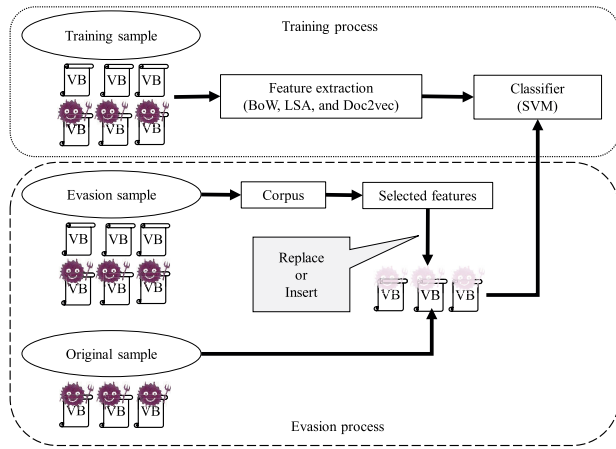 Training process
Training sample
VB VB VB
VB VB VB
Feature extraction
(BoW, LSA, and Doc2vec)
Classifier
(SVM)
Evasion sample
Corpus
Selected features
VB VB VB
VB VB VB
Replace
or
Insert
VB VB VB
Original sample
VB VB VB
Evasion process